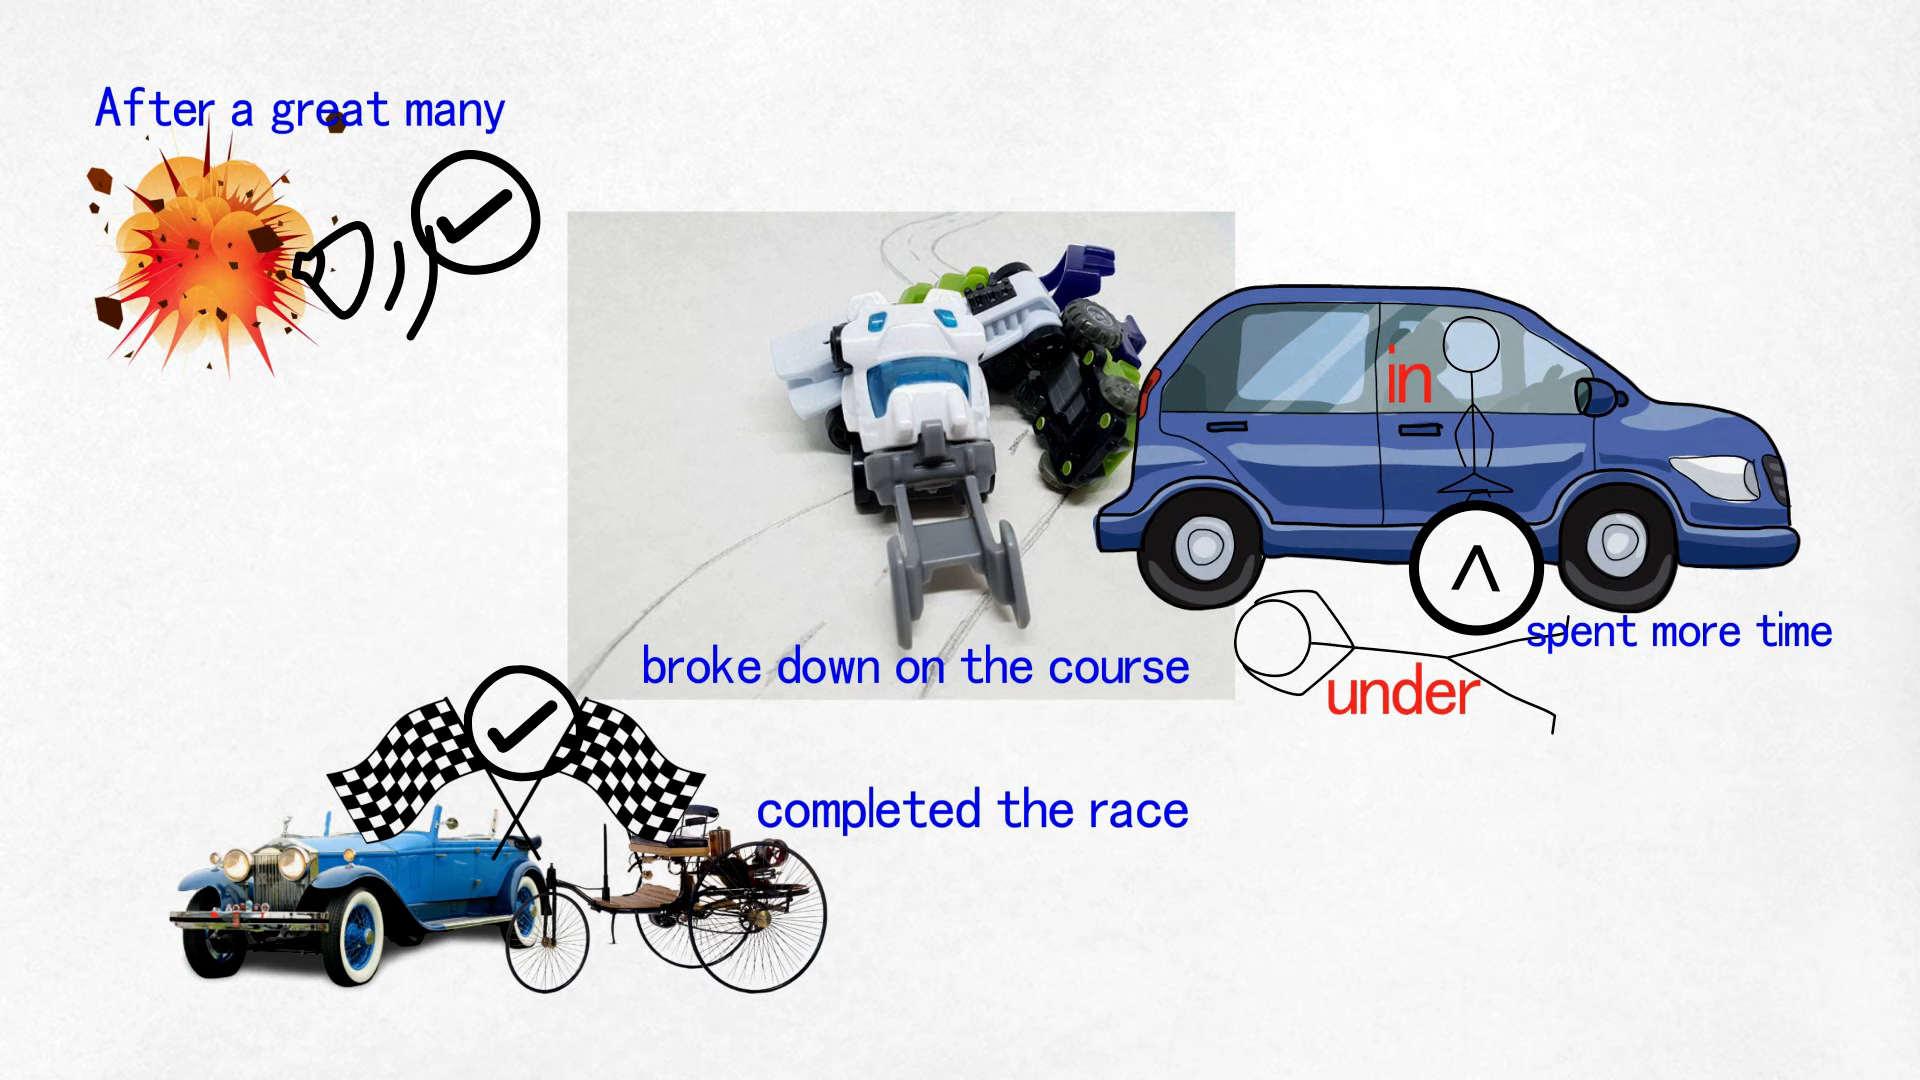 After a great many
in
spent more time
under
broke down on the course
completed the race